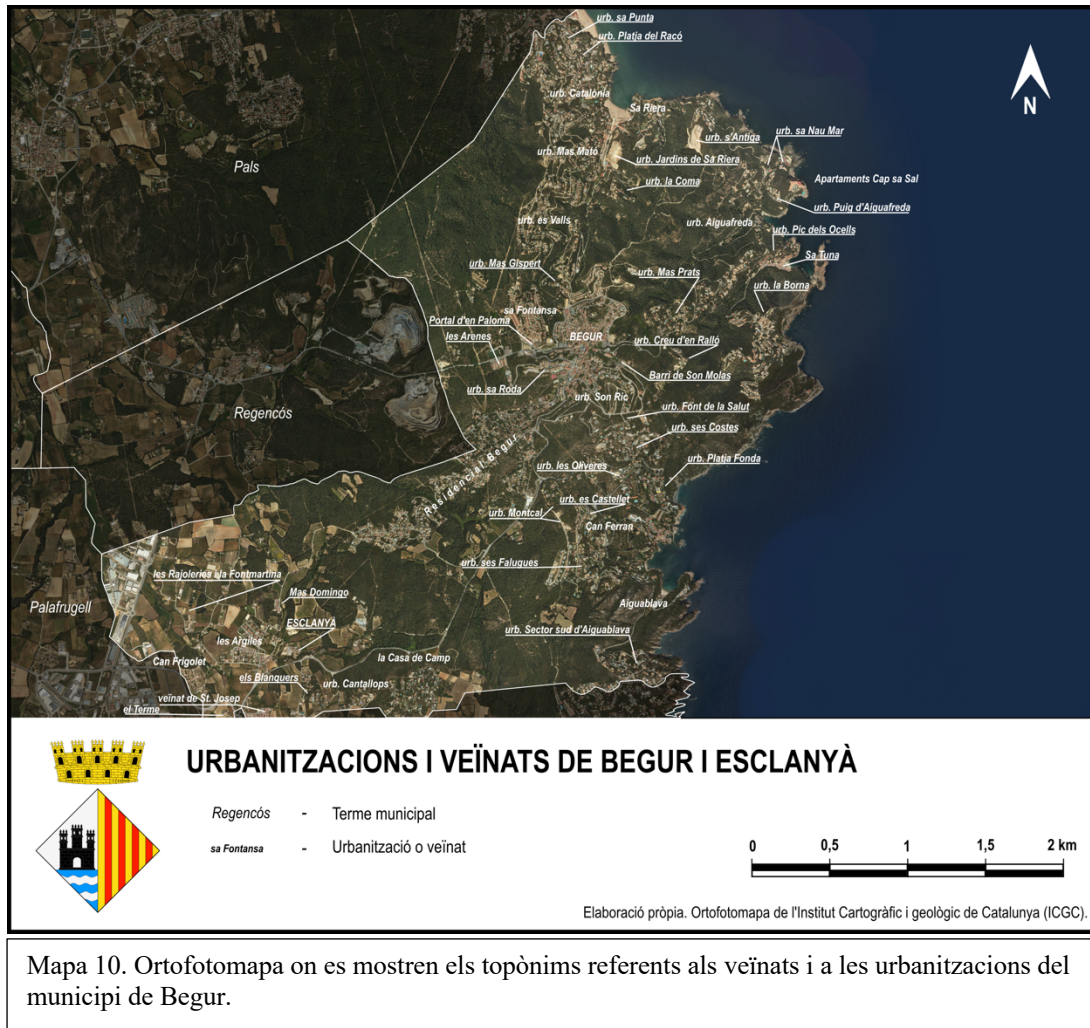 urb. sa Punta
urb. Platja del Racó
urb. Catalònia
Sa Riera
urb. s'Antiga
urb. sa Nau Mar
urb. Mas Mató
urb. Jardins de Sa Riera
Pals
Apartaments Cap sa Sal
urb. la Coma
urb. Puig d'Aiguafreda
urb. es Valls
urb. Aiguafreda
urb. Pic dels Ocells
Sa Tuna
urb. Mas Gispert
urb. Mas Prats
urb. la Borna
sa Fontansa
Portal d'en Paloma
les Arenes
BEGUR
urb. Creu d'en Ralló
Barri de Son Molas
urb. sa Roda
urb. Son Ric
urb. Font de la Salut
Regencós
urb. ses Costes
Residencial Begur
urb. Platja Fonda
urb. les Oliveres
urb. es Castellet
urb. Montcal
Can Ferran
urb. ses Falugues
les Rajoleries i la Fontmartina
Mas Domingo
Palafrugell
Aiguablava
ESCLANYÀ
urb. Sector sud d'Aiguablava
les Argiles
la Casa de Camp
Can Frigolet
els Blanquers
urb. Cantallops
veïnat de St. Josep
el Terme
N
URBANITZACIONS I VEÏNATS DE BEGUR I ESCLANYÀ
Regencós - Terme municipal
sa Fontansa - Urbanització o veïnat
0 0,5 1 1,5 2 km
Elaboració pròpia. Ortofotomapa de l'Institut Cartogràfic i geològic de Catalunya (ICGC).
Mapa 10. Ortofotomapa on es mostren els topònims referents als veïnats i a les urbanitzacions del
municipi de Begur.